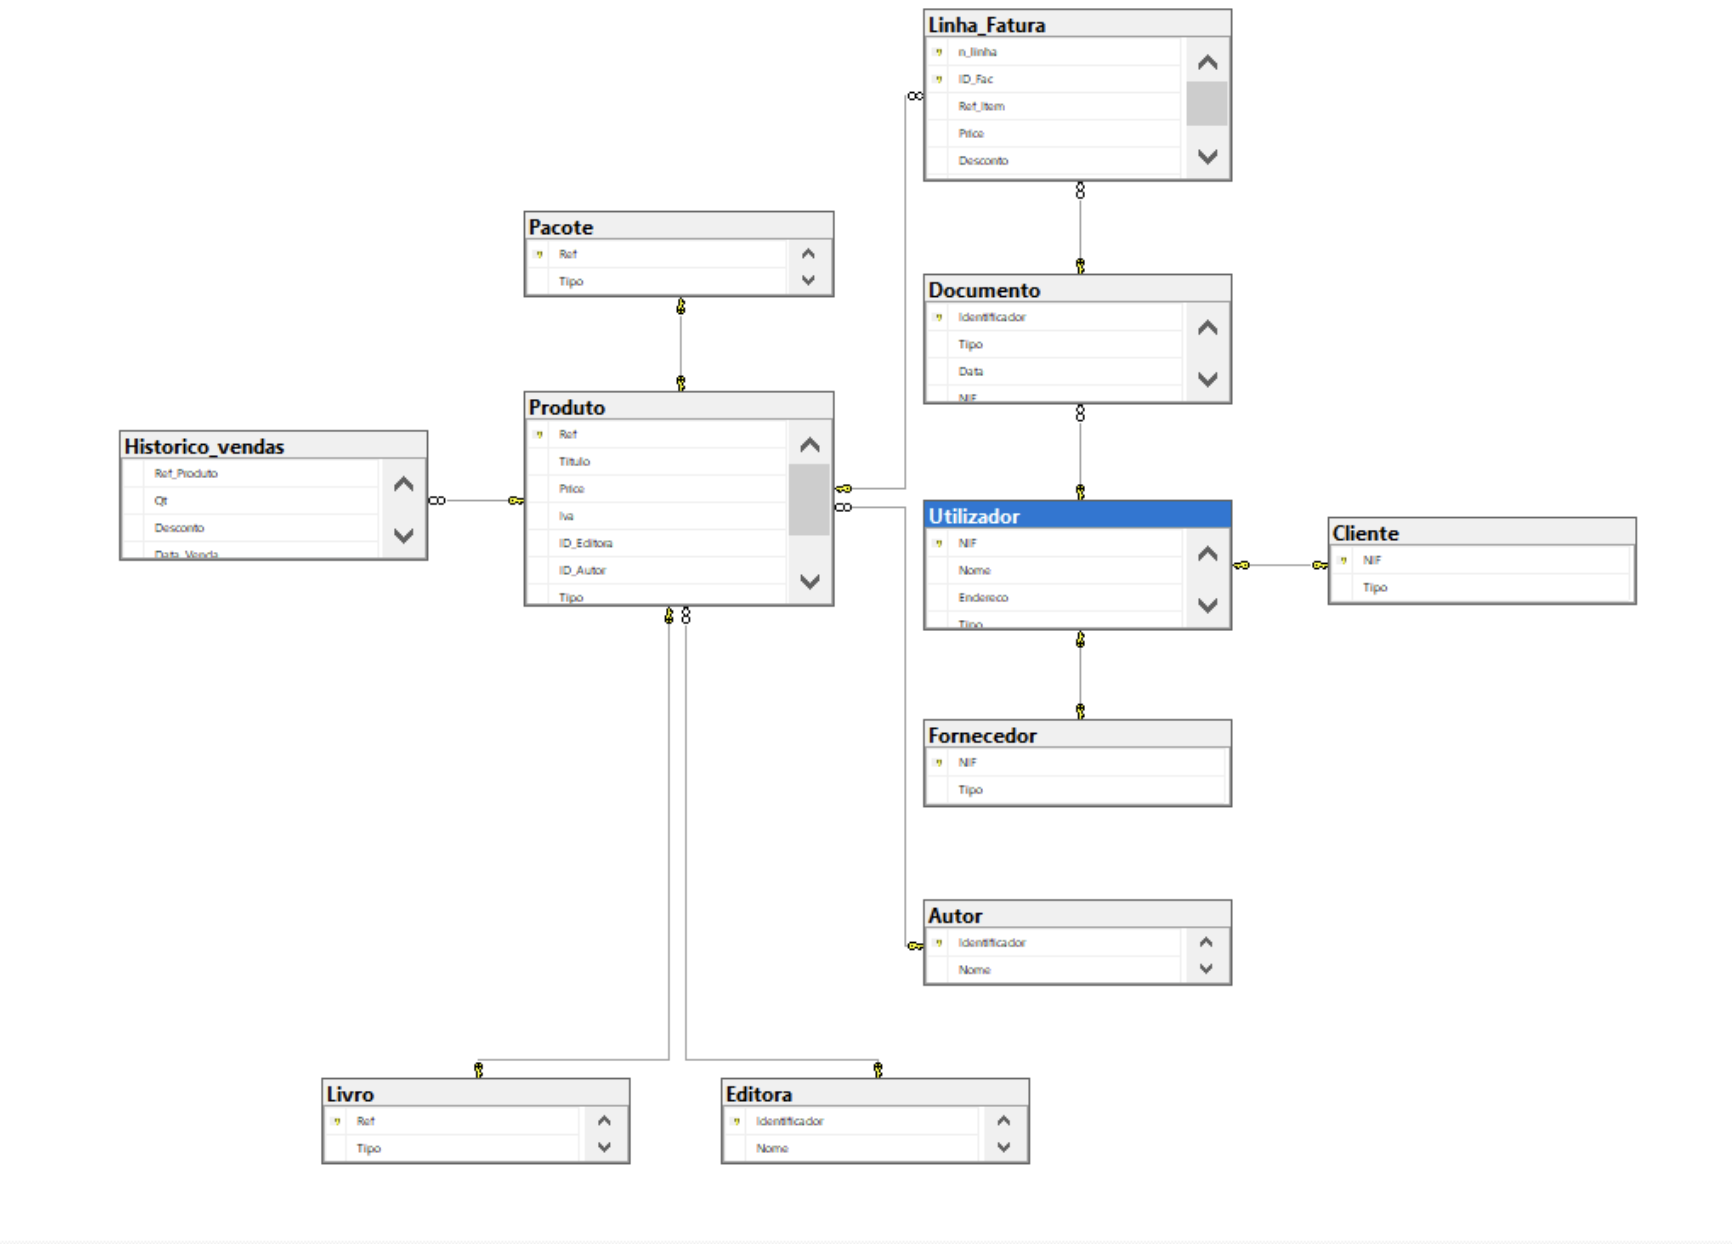 Linha_Fatura
n_linha
ID_Fac
Ref_Item
Price
Desconto
Pacote
Ref
Tipo
Documento
Identificador
Tipo
Data
NIF
Produto
Ref
Titulo
Price
Iva
ID_Editora
ID_Autor
Tipo
Historico_vendas
Ref_Produto
Qt
Desconto
Data_Venda
Utilizador
NIF
Nome
Endereco
Tipo
Cliente
NIF
Tipo
Fornecedor
NIF
Tipo
Autor
Identificador
Nome
Livro
Ref
Tipo
Editora
Identificador
Nome